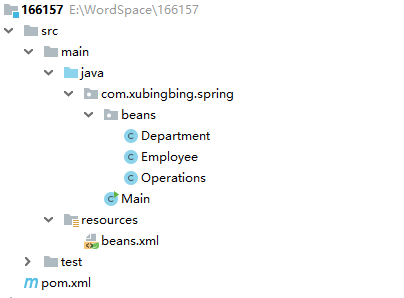 166157 E:\WordSpace\166157
src
main
java
com.xubingbing.spring
beans
Department
Employee
Operations
Main
resources
beans.xml
test
pom.xml